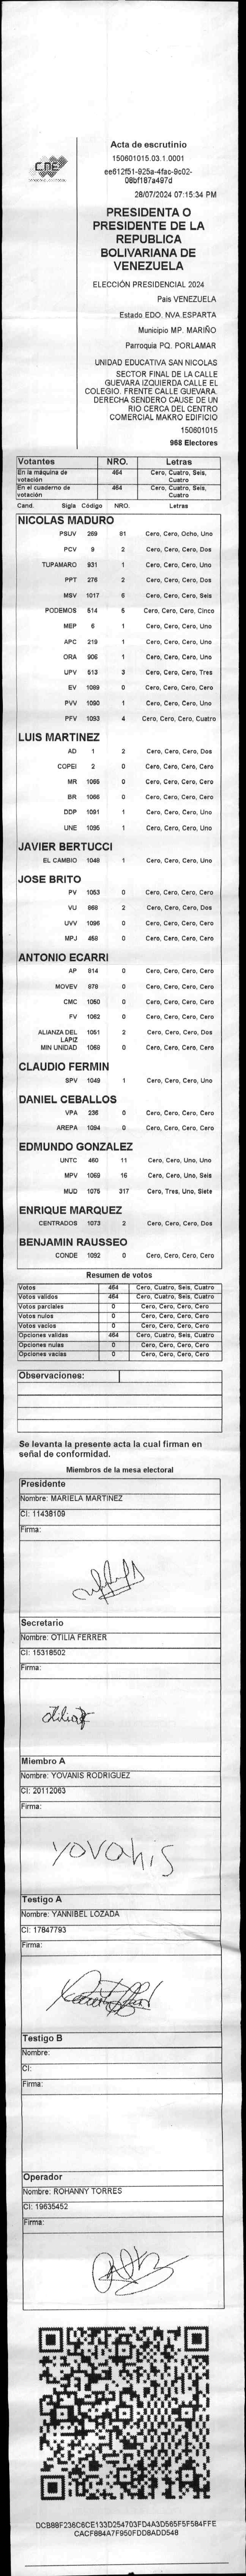 CNE
Acta de escrutinio
150601015.03.1.0001
ee612f51-925a-4fac-9c02-
08bf187a497d
28/07/2024 07:15:34 PM
PRESIDENTA O
PRESIDENTE DE LA
REPUBLICA
BOLIVARIANA DE
VENEZUELA
ELECCIÓN PRESIDENCIAL 2024
Pais VENEZUELA
Estado EDO. NVA.ESPARTA
Municipio MP. MARIÑO
Parroquia PQ. PORLAMAR
UNIDAD EDUCATIVA SAN NICOLAS
SECTOR FINAL DE LA CALLE
GUEVARA IZQUIERDA CALLE EL
COLEGIO. FRENTE CALLE GUEVARA.
DERECHA SENDERO CAUSE DE UN
RIO CERCA DEL CENTRO
COMERCIAL MAKRO EDIFICIO
150601015
968 Electores
Votantes NRO. Letras
En la máquina de votación 464 Cero, Cuatro, Seis, Cuatro
En el cuaderno de votación 464 Cero, Cuatro, Seis, Cuatro
Cand. Sigla Código NRO. Letras
NICOLAS MADURO
PSUV 269 81 Cero, Cero, Ocho, Uno
PCV 9 2 Cero, Cero, Cero, Dos
TUPAMARO 931 1 Cero, Cero, Cero, Uno
PPT 276 2 Cero, Cero, Cero, Dos
MSV 1017 6 Cero, Cero, Cero, Seis
PODEMOS 514 5 Cero, Cero, Cero, Cinco
MEP 6 1 Cero, Cero, Cero, Uno
APC 219 1 Cero, Cero, Cero, Uno
ORA 906 1 Cero, Cero, Cero, Uno
UPV 513 3 Cero, Cero, Cero, Tres
EV 1089 0 Cero, Cero, Cero, Cero
PVV 1090 1 Cero, Cero, Cero, Uno
PFV 1093 4 Cero, Cero, Cero, Cuatro
LUIS MARTINEZ
AD 1 2 Cero, Cero, Cero, Dos
COPEI 2 0 Cero, Cero, Cero, Cero
MR 1065 0 Cero, Cero, Cero, Cero
BR 1066 0 Cero, Cero, Cero, Cero
DDP 1091 1 Cero, Cero, Cero, Uno
UNE 1095 1 Cero, Cero, Cero, Uno
JAVIER BERTUCCI
EL CAMBIO 1048 1 Cero, Cero, Cero, Uno
JOSE BRITO
PV 1053 0 Cero, Cero, Cero, Cero
VU 868 2 Cero, Cero, Cero, Dos
UVV 1096 0 Cero, Cero, Cero, Cero
MPJ 458 0 Cero, Cero, Cero, Cero
ANTONIO ECARRI
AP 814 0 Cero, Cero, Cero, Cero
MOVEV 878 0 Cero, Cero, Cero, Cero
CMC 1050 0 Cero, Cero, Cero, Cero
FV 1062 0 Cero, Cero, Cero, Cero
ALIANZA DEL LAPIZ 1051 2 Cero, Cero, Cero, Dos
MIN UNIDAD 1069 0 Cero, Cero, Cero, Cero
CLAUDIO FERMIN
SPV 1049 1 Cero, Cero, Cero, Uno
DANIEL CEBALLOS
VPA 236 0 Cero, Cero, Cero, Cero
AREPA 1094 0 Cero, Cero, Cero, Cero
EDMUNDO GONZALEZ
UNTC 460 11 Cero, Cero, Uno, Uno
MPV 1069 16 Cero, Cero, Uno, Seis
MUD 1075 317 Cero, Tres, Uno, Siete
ENRIQUE MARQUEZ
CENTRADOS 1073 2 Cero, Cero, Cero, Dos
BENJAMIN RAUSSEO
CONDE 1092 0 Cero, Cero, Cero, Cero
Resumen de votos
Votos 464 Cero, Cuatro, Seis, Cuatro
Votos validos 464 Cero, Cuatro, Seis, Cuatro
Votos parciales 0 Cero, Cero, Cero, Cero
Votos nulos 0 Cero, Cero, Cero, Cero
Votos vacios 0 Cero, Cero, Cero, Cero
Opciones validas 464 Cero, Cuatro, Seis, Cuatro
Opciones nulas 0 Cero, Cero, Cero, Cero
Opciones vacias 0 Cero, Cero, Cero, Cero
Observaciones:
Se levanta la presente acta la cual firman en
señal de conformidad.
Miembros de la mesa electoral
Presidente
Nombre: MARIELA MARTINEZ
CI: 11438109
Firma:
Secretario
Nombre: OTILIA FERRER
CI: 15318502
Firma:
Otilia F
Miembro A
Nombre: YOVANIS RODRIGUEZ
CI: 20112063
Firma:
Yovanis
Testigo A
Nombre: YANNIBEL LOZADA
CI: 17847793
Firma:
Testigo B
Nombre:
CI:
Firma:
Operador
Nombre: ROHANNY TORRES
CI: 19635452
Firma:
DCB88F236C6CE133D254703FD4A3D565F5F584FFE
CACF884A7F950FDD8ADD548